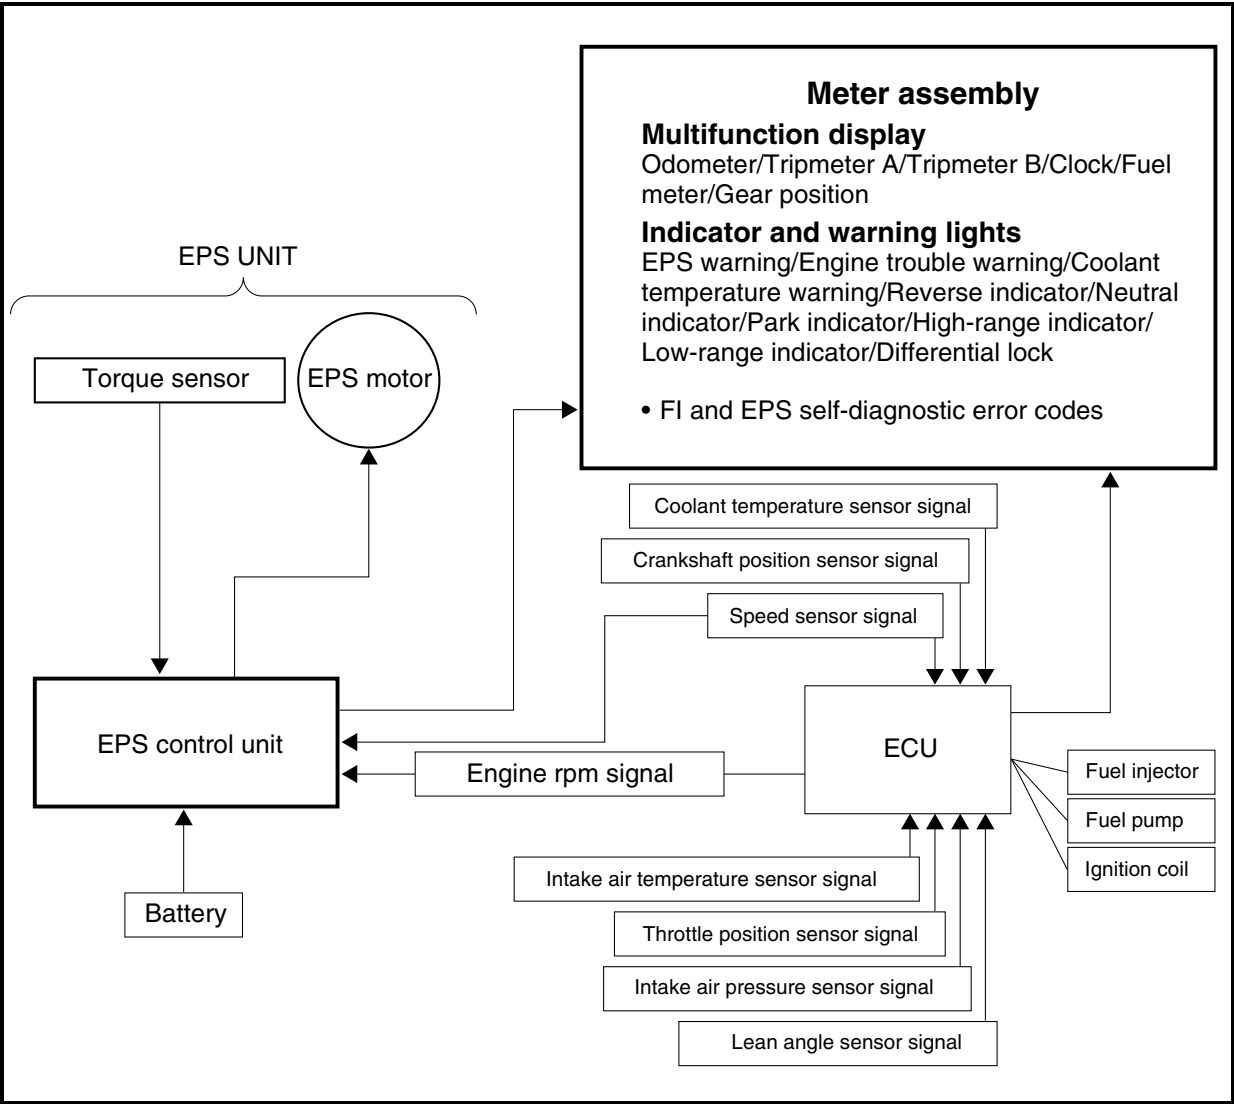 Meter assembly
Multifunction display
Odometer/Tripmeter A/Tripmeter B/Clock/Fuel
meter/Gear position
Indicator and warning lights
EPS warning/Engine trouble warning/Coolant
temperature warning/Reverse indicator/Neutral
indicator/Park indicator/High-range indicator/
Low-range indicator/Differential lock
• FI and EPS self-diagnostic error codes
EPS UNIT
Torque sensor
EPS motor
Coolant temperature sensor signal
Crankshaft position sensor signal
Speed sensor signal
EPS control unit
ECU
Engine rpm signal
Fuel injector
Fuel pump
Ignition coil
Battery
Intake air temperature sensor signal
Throttle position sensor signal
Intake air pressure sensor signal
Lean angle sensor signal